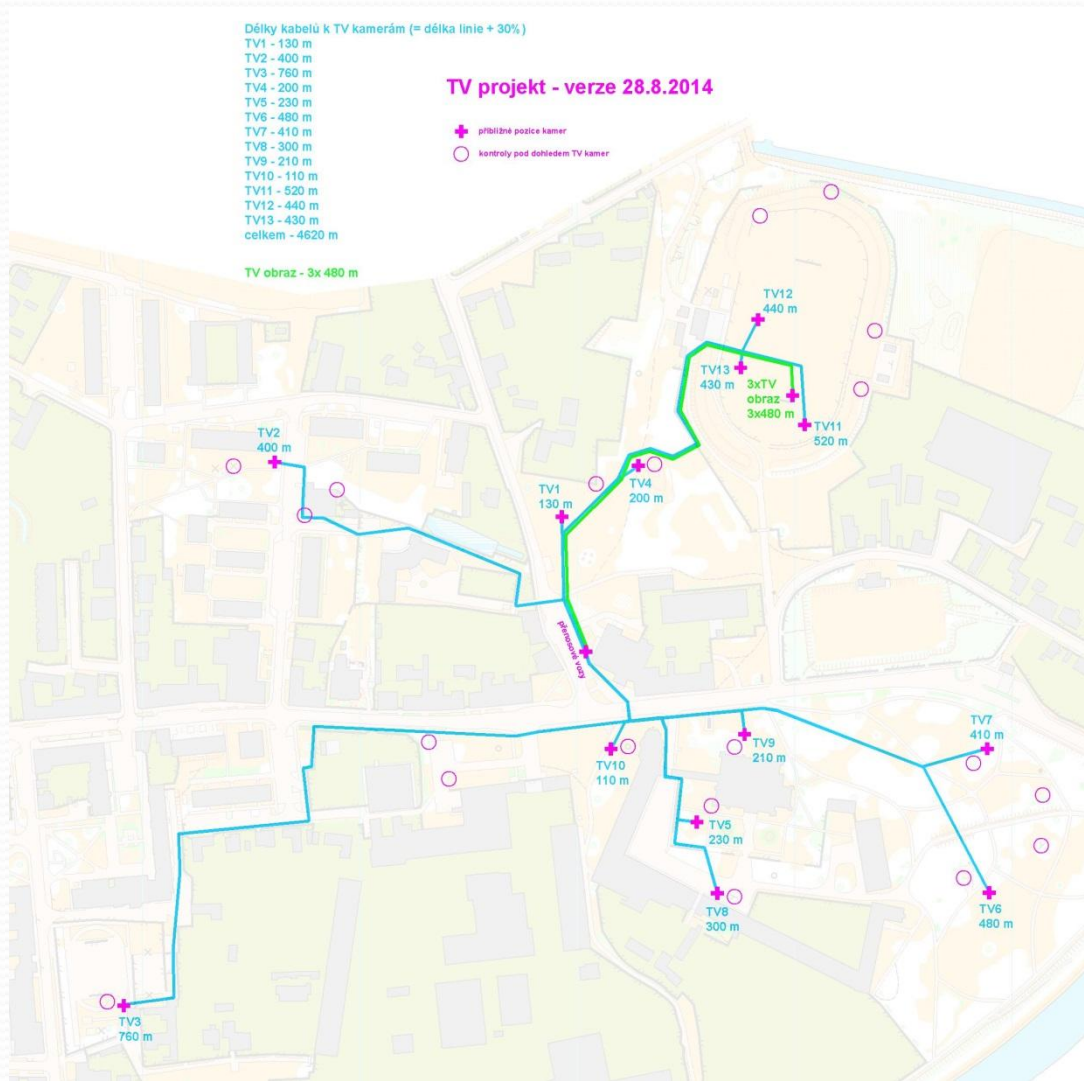 Délky kabelů k TV kamerám (= délka linie + 30%)
TV1 - 130 m
TV2 - 400 m
TV3 - 760 m
TV4 - 200 m
TV5 - 230 m
TV6 - 480 m
TV7 - 410 m
TV8 - 300 m
TV9 - 210 m
TV10 - 110 m
TV11 - 520 m
TV12 - 440 m
TV13 - 430 m
celkem - 4620 m
TV obraz - 3x 480 m
TV projekt - verze 28.8.2014
přibližné pozice kamer
kontroly pod dohledem TV kamer
TV12
440 m
TV13
430 m
3xTV
obraz
3x480 m
TV11
520 m
TV2
400 m
TV4
200 m
TV1
130 m
přenosové vozy
TV7
410 m
TV9
210 m
TV10
110 m
TV5
230 m
TV8
300 m
TV6
480 m
TV3
760 m